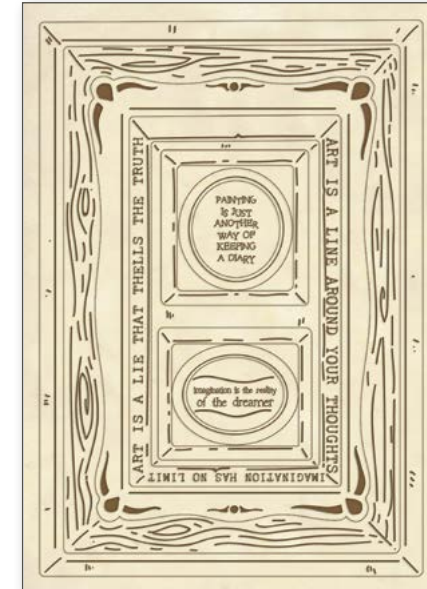 PAINTING
IS JUST
ANOTHER
WAY OF
KEEPING
A DIARY
ART IS A LINE AROUND YOUR THOUGHTS
ART IS A LIE THAT THELLS THE TRUTH
imagination is the reality
of the dreamer
IMAGINATION HAS NO LIMIT